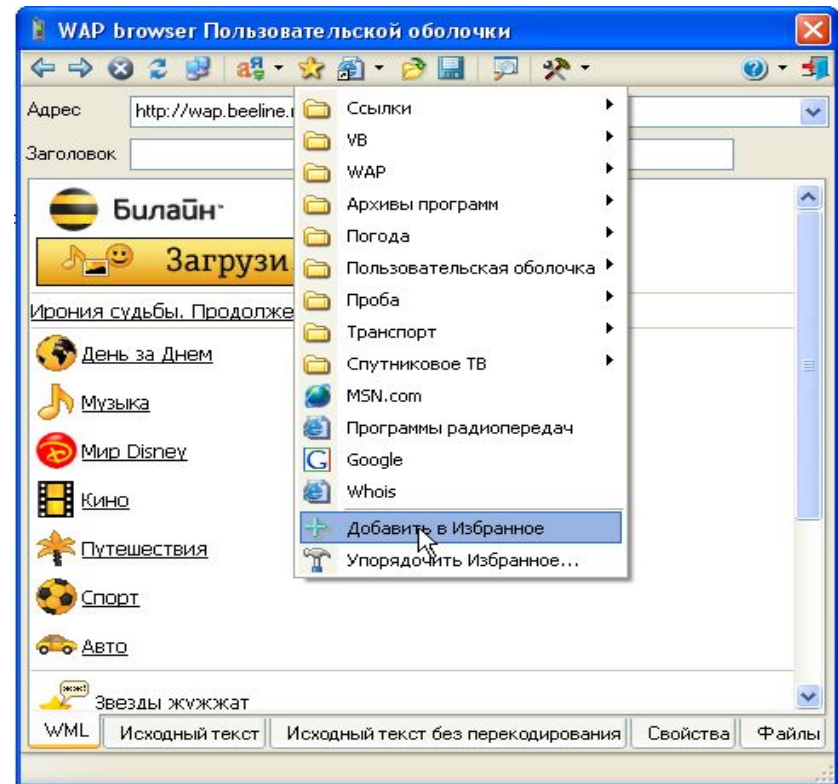 WAP browser Пользовательской оболочки
Адрес
http://wap.beeline.
Заголовок
Билайн
Загрузи
Ирония судьбы. Продолже
День за Днем
Музыка
Мир Disney
Кино
Путешествия
Спорт
Авто
жж!
Звезды жужжат
Ссылки
VB
WAP
Архивы программ
Погода
Пользовательская оболочка
Проба
Транспорт
Спутниковое ТВ
MSN.com
Программы радиопередач
Google
Whois
Добавить в Избранное
Упорядочить Избранное...
WML Исходный текст Исходный текст без перекодирования Свойства Файлы